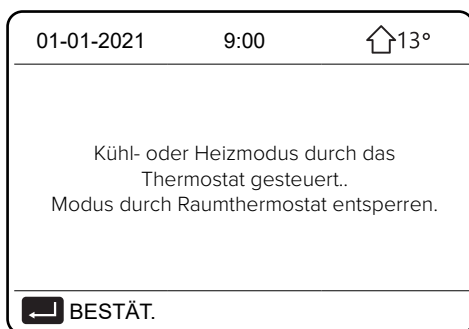 01-01-2021 9:00 13°
Kühl- oder Heizmodus durch das
Thermostat gesteuert..
Modus durch Raumthermostat entsperren.
BESTÄT.